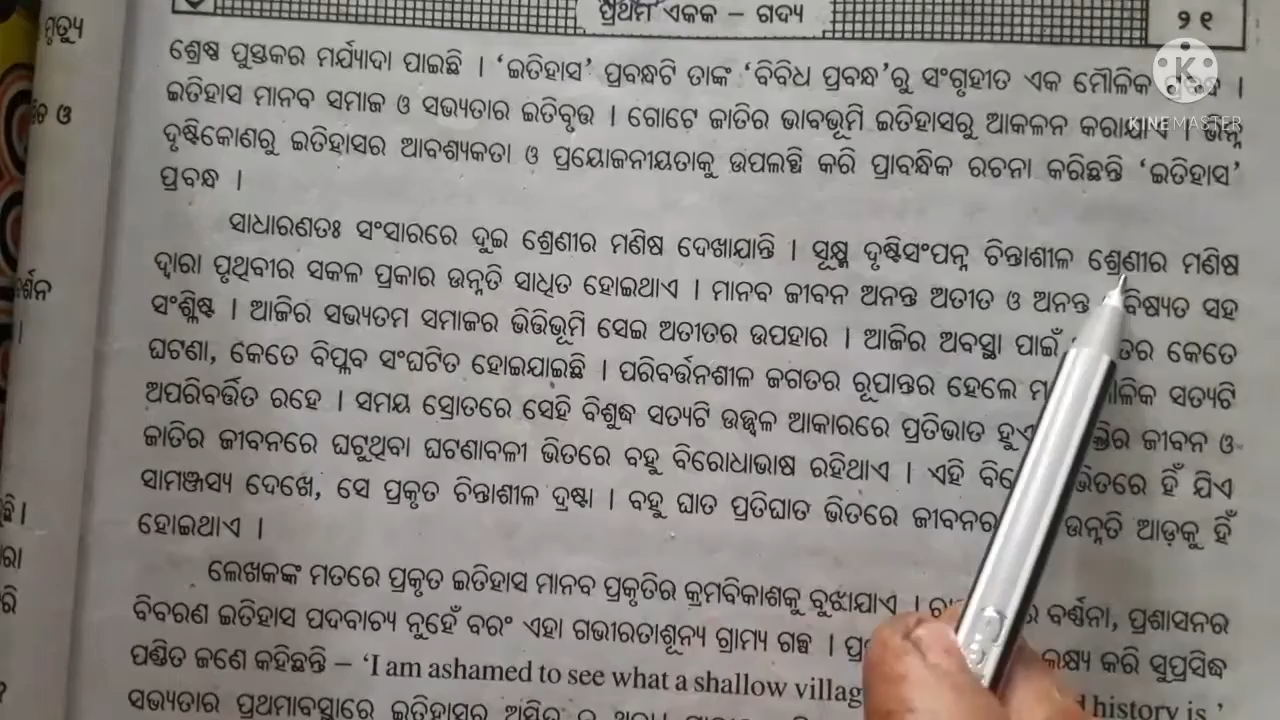 ପ୍ରଥମ ଏକକ – ଗଦ୍ୟ
୨୧
ମୃତ୍ୟୁ
ଶ୍ରେଷ୍ଠ ପୁସ୍ତକର ମର୍ଯ୍ୟାଦା ପାଇଛି । ‘ଇତିହାସ’ ପ୍ରବନ୍ଧଟି ତାଙ୍କ ‘ବିବିଧ ପ୍ରବନ୍ଧ’ରୁ ସଂଗୃହୀତ ଏକ ମୌଳିକ ।
KINEMASTER
ଓ
ଇତିହାସ ମାନବ ସମାଜ ଓ ସଭ୍ୟତାର ଇତିବୃତ୍ତ । ଗୋଟେ ଜାତିର ଭାବଭୂମି ଇତିହାସରୁ ଆକଳନ କରାଯାଏ । ଭିନ୍ନ
ଦୃଷ୍ଟିକୋଣରୁ ଇତିହାସର ଆବଶ୍ୟକତା ଓ ପ୍ରୟୋଜନୀୟତାକୁ ଉପଲବ୍ଧି କରି ପ୍ରାବନ୍ଧିକ ରଚନା କରିଛନ୍ତି ‘ଇତିହାସ’
ପ୍ରବନ୍ଧ ।
ସାଧାରଣତଃ ସଂସାରରେ ଦୁଇ ଶ୍ରେଣୀର ମଣିଷ ଦେଖାଯାନ୍ତି । ସୂକ୍ଷ୍ମ ଦୃଷ୍ଟିସଂପନ୍ନ ଚିନ୍ତାଶୀଳ ଶ୍ରେଣୀର ମଣିଷ
ଦ୍ୱାରା ପୃଥିବୀର ସକଳ ପ୍ରକାର ଉନ୍ନତି ସାଧିତ ହୋଇଥାଏ । ମାନବ ଜୀବନ ଅନନ୍ତ ଅତୀତ ଓ ଅନନ୍ତ ବିଷ୍ୟତ ସହ
ସଂଶ୍ଳିଷ୍ଟ । ଆଜିର ସଭ୍ୟତମ ସମାଜର ଭିତ୍ତିଭୂମି ସେଇ ଅତୀତର ଉପହାର । ଆଜିର ଅବସ୍ଥା ପାଇଁ ତର କେତେ
ଘଟଣା, କେତେ ବିପ୍ଳବ ସଂଘଟିତ ହୋଇଯାଇଛି । ପରିବର୍ତ୍ତନଶୀଳ ଜଗତର ରୂପାନ୍ତର ହେଲେ ମ ଳିକ ସତ୍ୟଟି
ଅପରିବର୍ତ୍ତିତ ରହେ । ସମୟ ସ୍ରୋତରେ ସେହି ବିଶୁଦ୍ଧ ସତ୍ୟଟି ଉଜ୍ଜ୍ୱଳ ଆକାରରେ ପ୍ରତିଭାତ ହୁଏ କ୍ତିର ଜୀବନ ଓ
ଜାତିର ଜୀବନରେ ଘଟୁଥିବା ଘଟଣାବଳୀ ଭିତରେ ବହୁ ବିରୋଧାଭାଷ ରହିଥାଏ । ଏହି ବିରେ ଭିତରେ ହିଁ ଯିଏ
ସାମଞ୍ଜସ୍ୟ ଦେଖେ, ସେ ପ୍ରକୃତ ଚିନ୍ତାଶୀଳ ଦ୍ରଷ୍ଟା । ବହୁ ଘାତ ପ୍ରତିଘାତ ଭିତରେ ଜୀବନର ଉନ୍ନତି ଆଡ଼କୁ ହିଁ
ହୋଇଥାଏ ।
ଲେଖକଙ୍କ ମତରେ ପ୍ରକୃତ ଇତିହାସ ମାନବ ପ୍ରକୃତିର କ୍ରମବିକାଶକୁ ବୁଝାଯାଏ । ର ବର୍ଣ୍ଣନା, ପ୍ରଶାସନର
ବିବରଣ ଇତିହାସ ପଦବାଚ୍ୟ ନୁହେଁ ବରଂ ଏହା ଗଭୀରତାଶୂନ୍ୟ ଗ୍ରାମ୍ୟ ଗଳ୍ପ । ପ୍ର ଲକ୍ଷ୍ୟ କରି ସୁପ୍ରସିଦ୍ଧ
ପଣ୍ଡିତ ଜଣେ କହିଛନ୍ତି – ‘I am ashamed to see what a shallow villag d history is.’
ସଭ୍ୟତାର ପ୍ରଥମାବସ୍ଥାରେ ଇତିହାସର